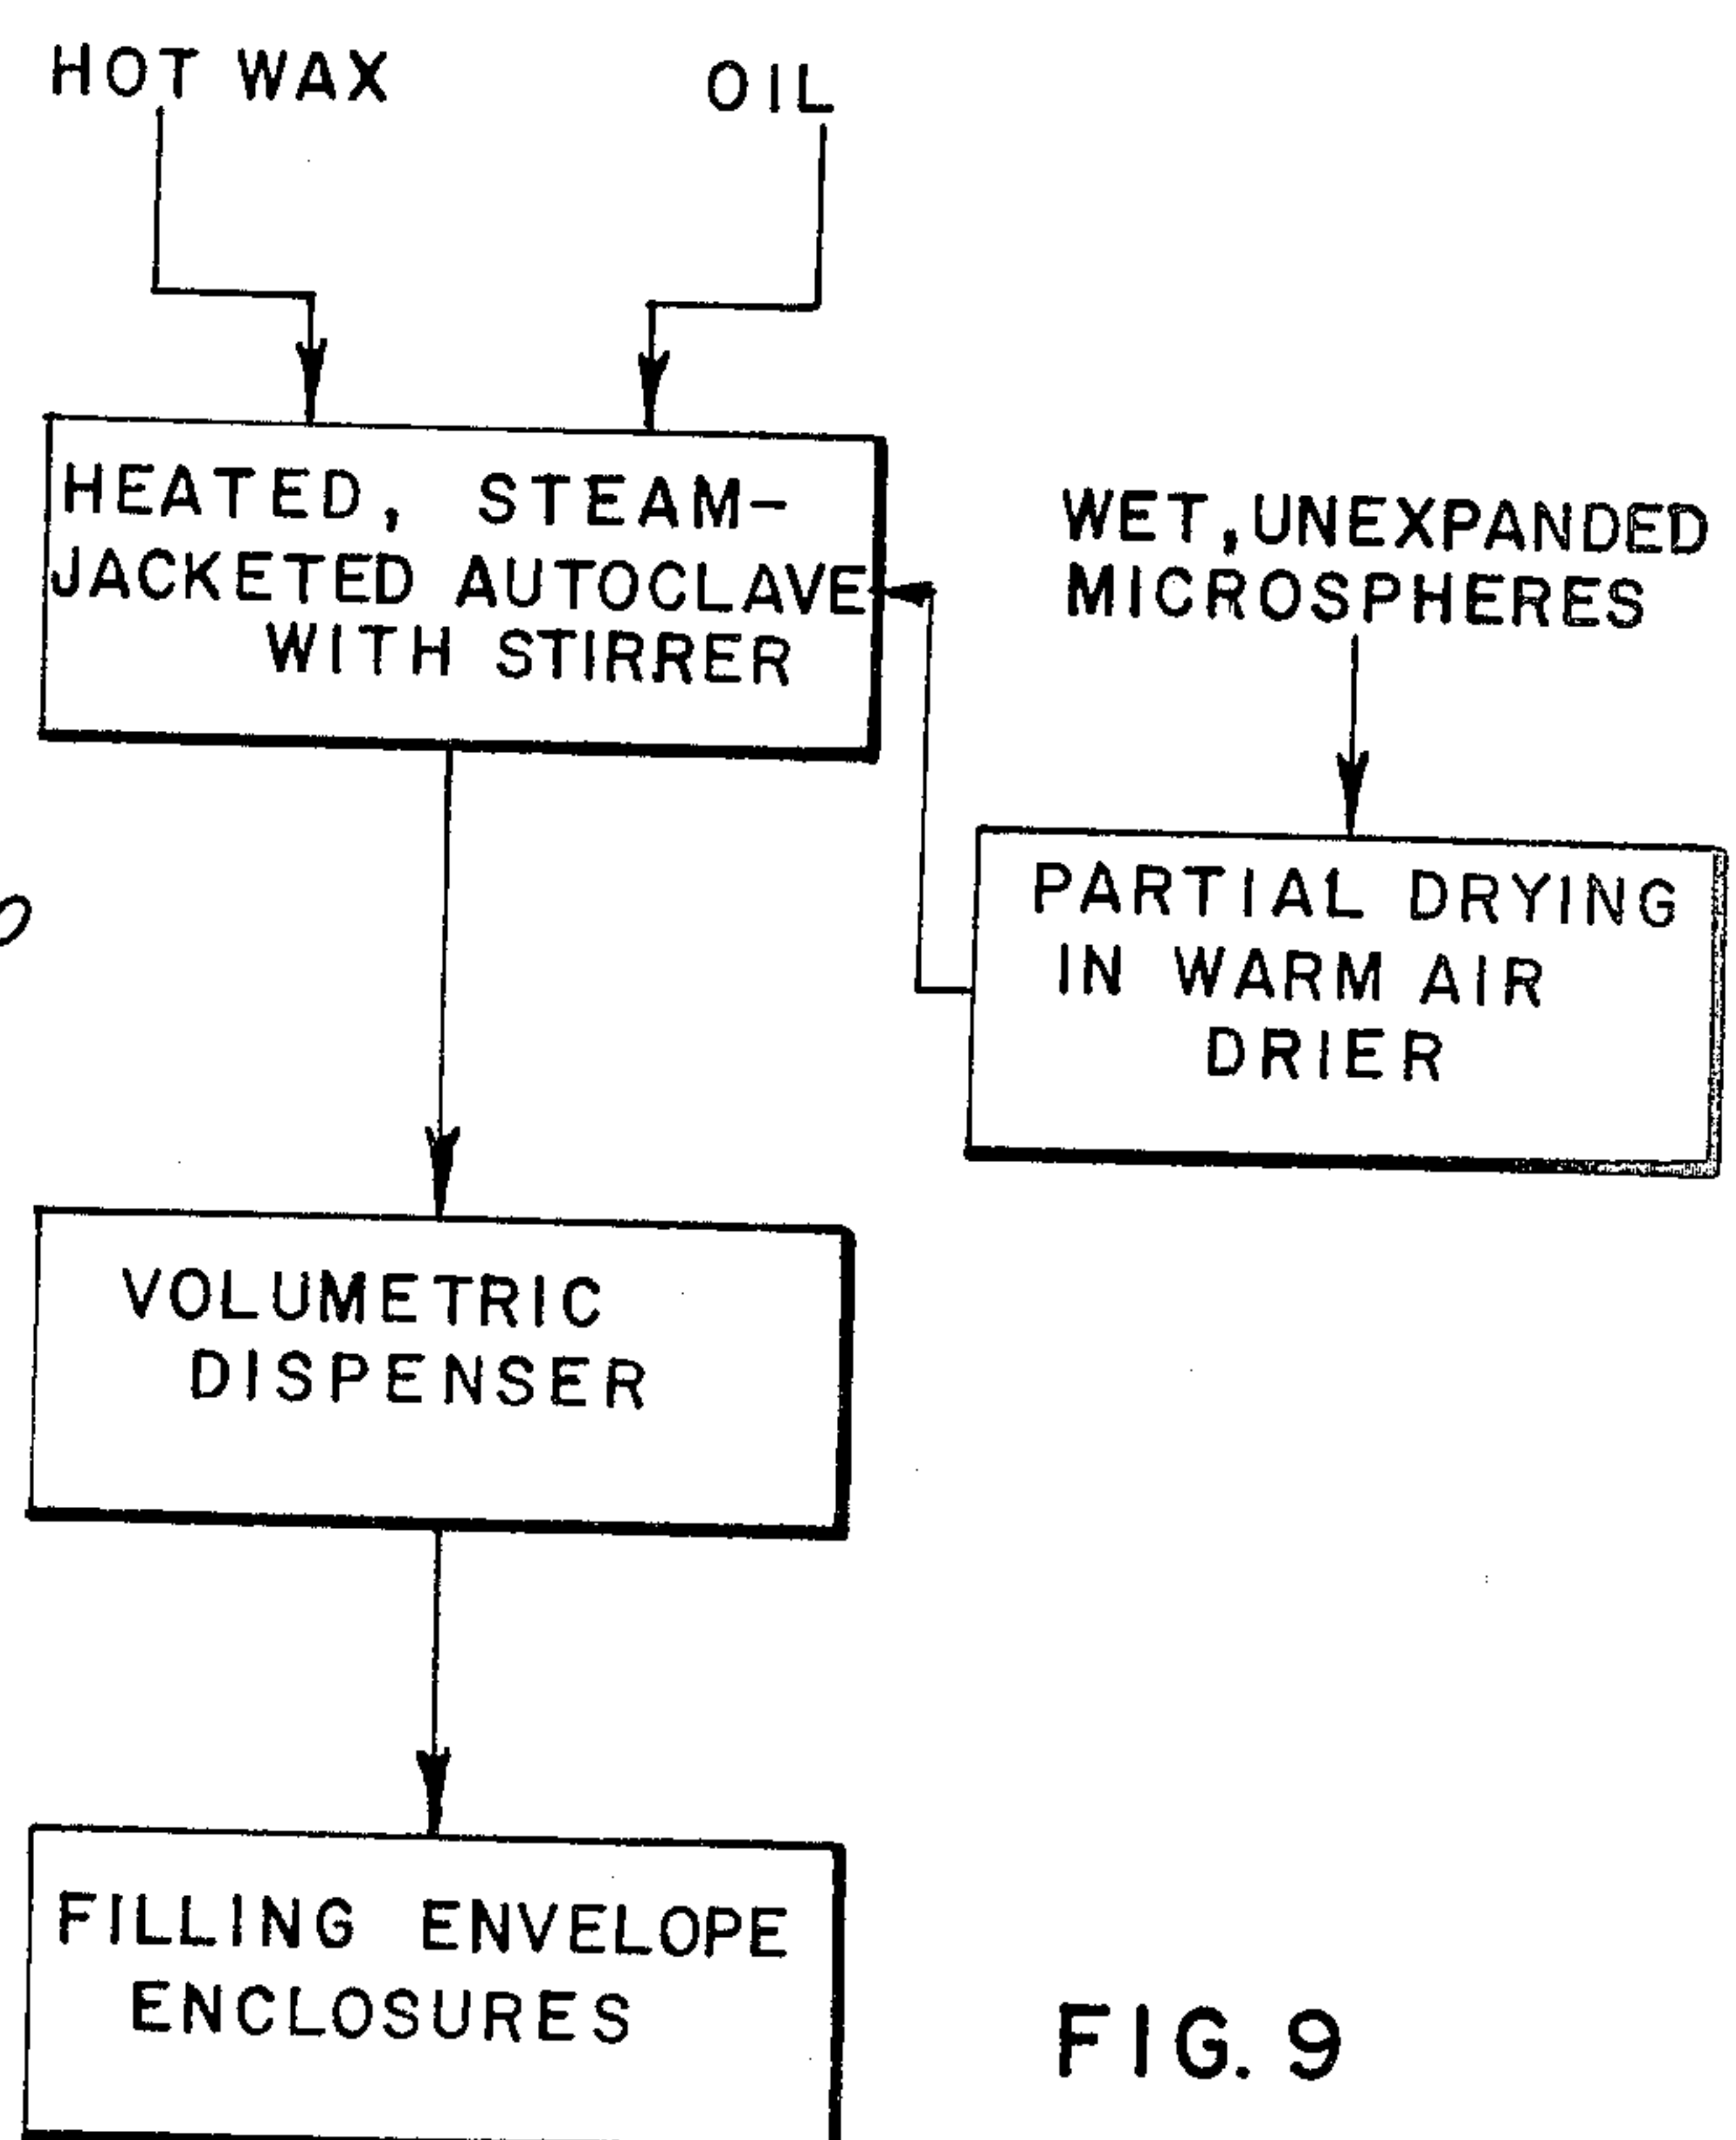 HOT WAX
OIL
HEATED, STEAM-
JACKETED AUTOCLAVE
WITH STIRRER
WET, UNEXPANDED
MICROSPHERES
PARTIAL DRYING
IN WARM AIR
DRIER
VOLUMETRIC
DISPENSER
FILLING ENVELOPE
ENCLOSURES
FIG. 9